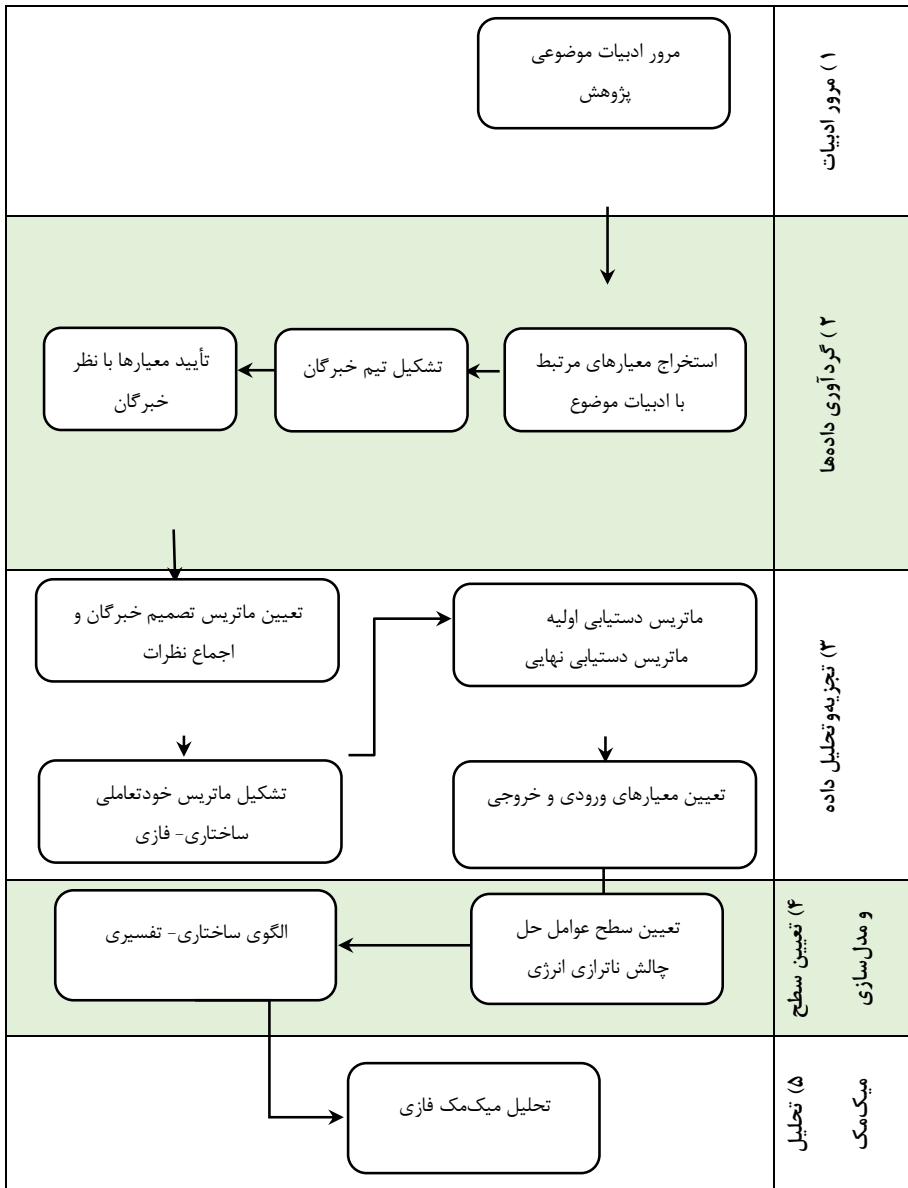 ۱) مرور ادبیات
مرور ادبیات موضوعی
پژوهش
۲) گردآوری داده‌ها
استخراج معیارهای مرتبط
با ادبیات موضوع
تشکیل تیم خبرگان
تأیید معیارها با نظر
خبرگان
۳) تجزیه‌وتحلیل داده
تعیین ماتریس تصمیم خبرگان و
اجماع نظرات
تشکیل ماتریس خودتعاملی
ساختاری- فازی
ماتریس دستیابی اولیه
ماتریس دستیابی نهایی
تعیین معیارهای ورودی و خروجی
۴) تعیین سطح
و مدل‌سازی
تعیین سطح عوامل حل
چالش ناترازی انرژی
الگوی ساختاری- تفسیری
۵) تحلیل
میک‌مک
تحلیل میک‌مک فازی